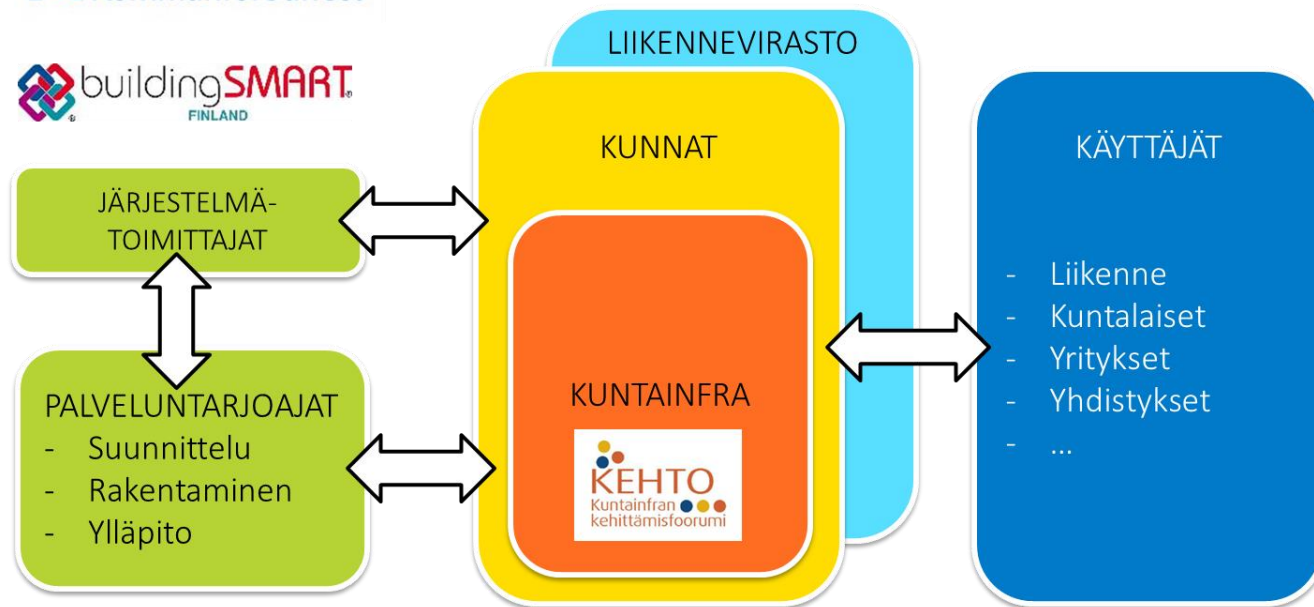 buildingSMART®
FINLAND
LIIKENNEVIRASTO
KUNNAT
KÄYTTÄJÄT
JÄRJESTELMÄ-
TOIMITTAJAT
- Liikenne
- Kuntalaiset
- Yritykset
- Yhdistykset
- ...
PALVELUNTARJOAJAT
- Suunnittelu
- Rakentaminen
- Ylläpito
KUNTAINFRA
KEHTO
Kuntainfran
kehittämisfoorumi